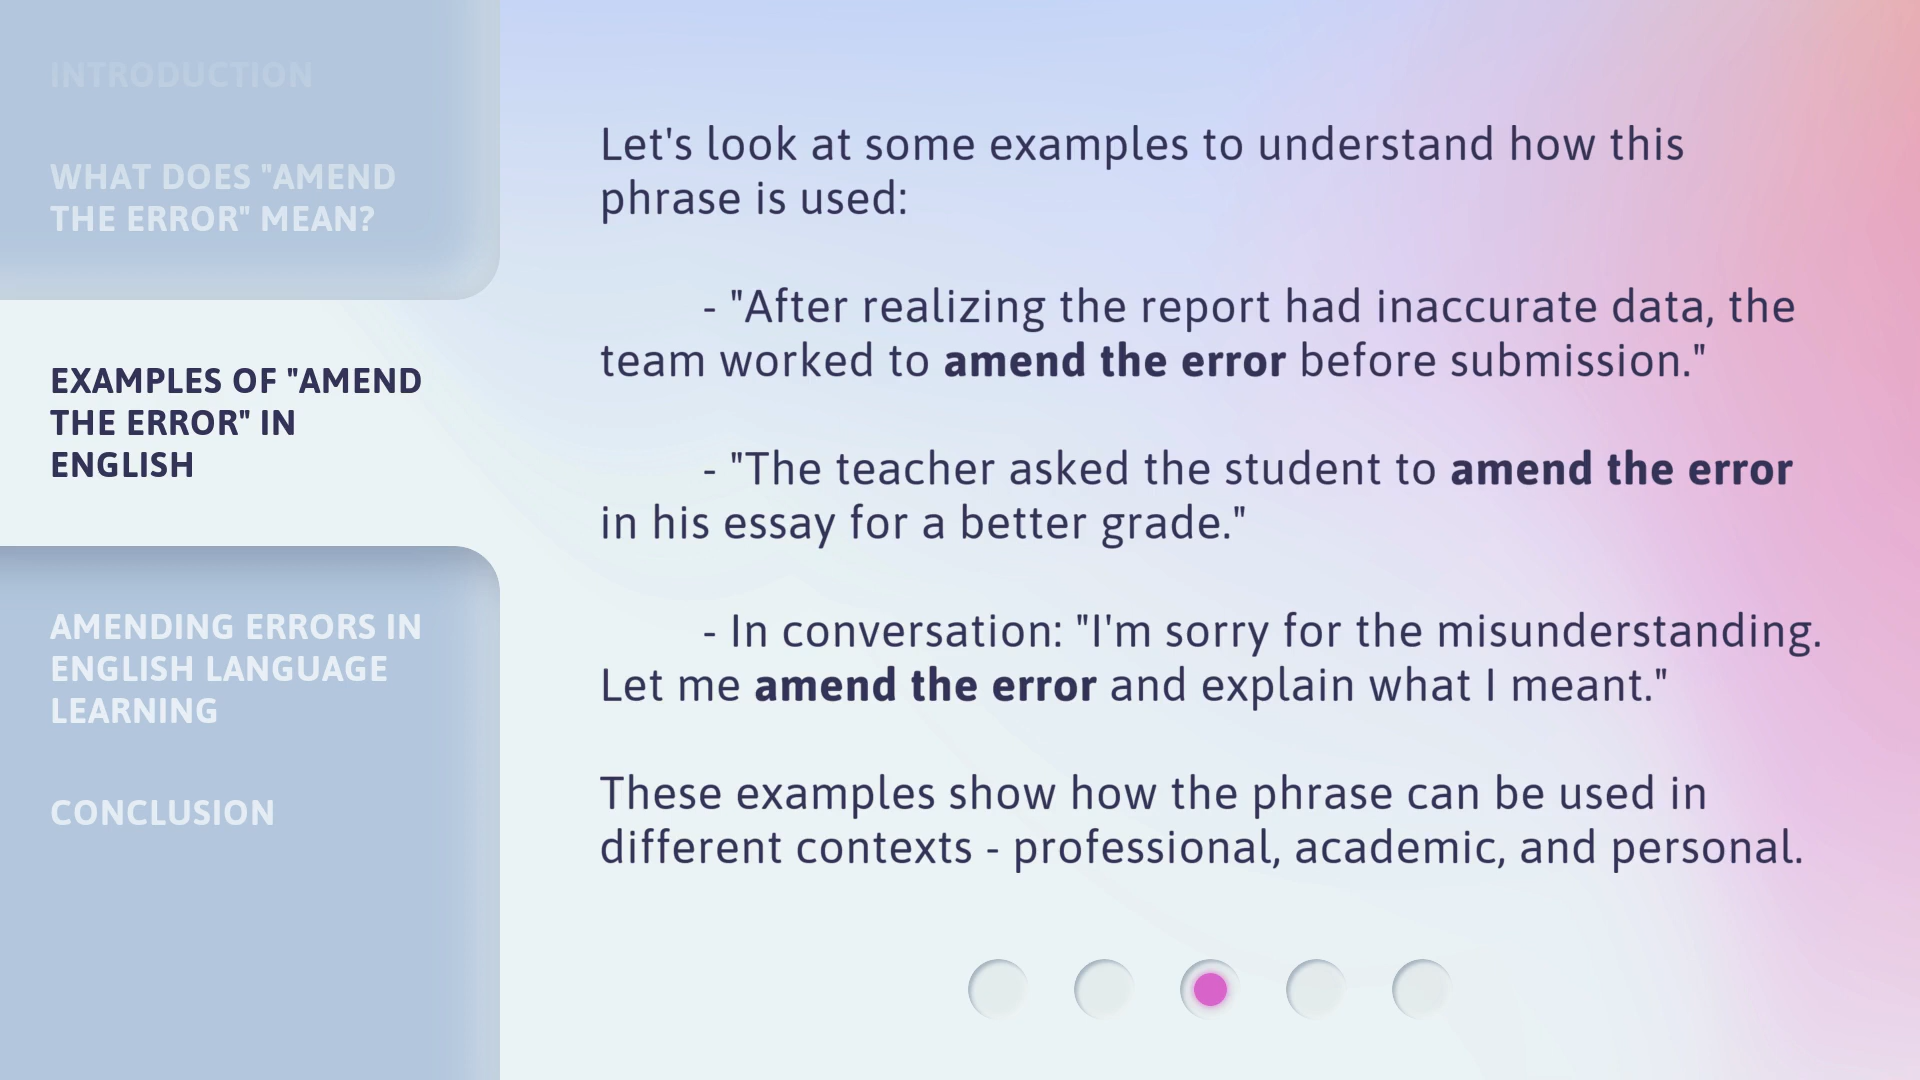 INTRODUCTION
WHAT DOES "AMEND
THE ERROR" MEAN?
EXAMPLES OF "AMEND
THE ERROR" IN
ENGLISH
AMENDING ERRORS IN
ENGLISH LANGUAGE
LEARNING
CONCLUSION
Let's look at some examples to understand how this
phrase is used:
- "After realizing the report had inaccurate data, the
team worked to amend the error before submission."
- "The teacher asked the student to amend the error
in his essay for a better grade."
- In conversation: "I'm sorry for the misunderstanding.
Let me amend the error and explain what I meant."
These examples show how the phrase can be used in
different contexts - professional, academic, and personal.